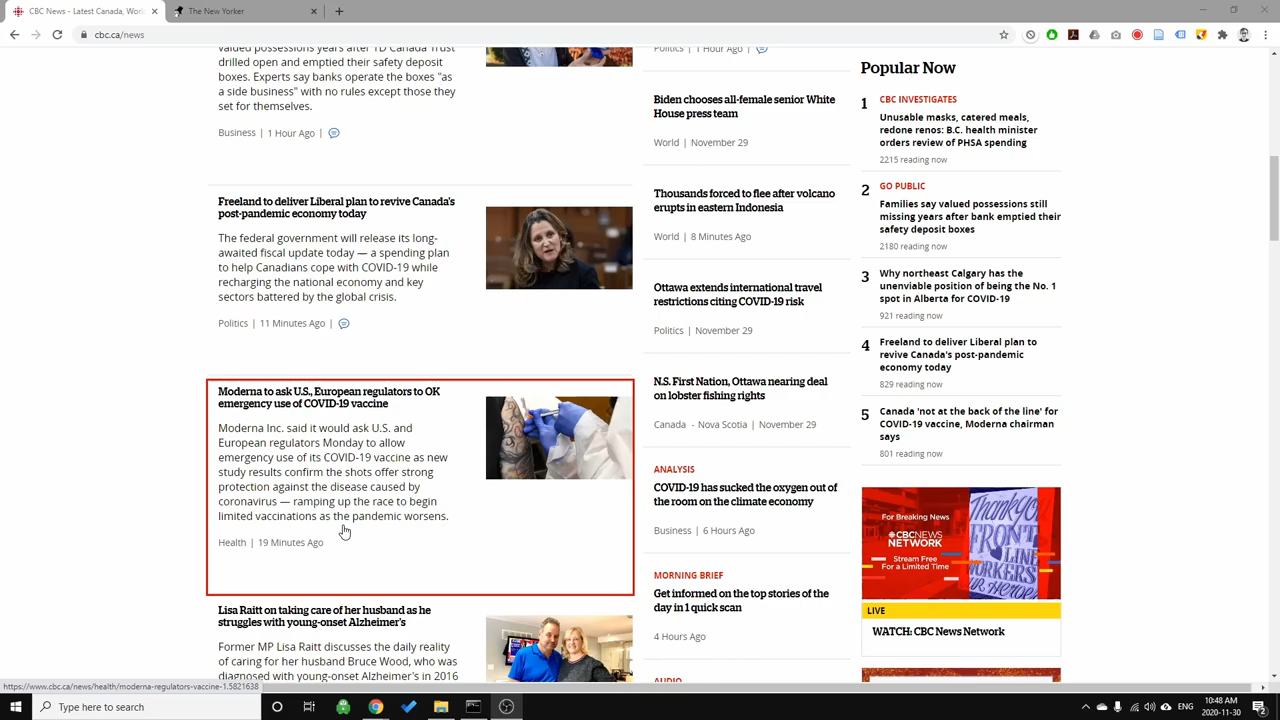 CBC News - Latest Canada, World
The New Yorker
cbc.ca/news
valued possessions years after TD Canada Trust
drilled open and emptied their safety deposit
boxes. Experts say banks operate the boxes "as
a side business" with no rules except those they
set for themselves.
Business | 1 Hour Ago |
Freeland to deliver Liberal plan to revive Canada's
post-pandemic economy today
The federal government will release its long-
awaited fiscal update today — a spending plan
to help Canadians cope with COVID-19 while
recharging the national economy and key
sectors battered by the global crisis.
Politics | 11 Minutes Ago |
Moderna to ask U.S., European regulators to OK
emergency use of COVID-19 vaccine
Moderna Inc. said it would ask U.S. and
European regulators Monday to allow
emergency use of its COVID-19 vaccine as new
study results confirm the shots offer strong
protection against the disease caused by
coronavirus — ramping up the race to begin
limited vaccinations as the pandemic worsens.
Health | 19 Minutes Ago
Lisa Raitt on taking care of her husband as he
struggles with young-onset Alzheimer's
Former MP Lisa Raitt discusses the daily reality
of caring for her husband Bruce Wood, who was
diagnosed with young-onset Alzheimer's in 2016
Politics | 1 Hour Ago |
Biden chooses all-female senior White
House press team
World | November 29
Thousands forced to flee after volcano
erupts in eastern Indonesia
World | 8 Minutes Ago
Ottawa extends international travel
restrictions citing COVID-19 risk
Politics | November 29
N.S. First Nation, Ottawa nearing deal
on lobster fishing rights
Canada - Nova Scotia | November 29
ANALYSIS
COVID-19 has sucked the oxygen out of
the room on the climate economy
Business | 6 Hours Ago
MORNING BRIEF
Get informed on the top stories of the
day in 1 quick scan
4 Hours Ago
AUDIO
Popular Now
1 CBC INVESTIGATES
Unusable masks, catered meals,
redone renos: B.C. health minister
orders review of PHSA spending
2215 reading now
2 GO PUBLIC
Families say valued possessions still
missing years after bank emptied their
safety deposit boxes
2180 reading now
3 Why northeast Calgary has the
unenviable position of being the No. 1
spot in Alberta for COVID-19
921 reading now
4 Freeland to deliver Liberal plan to
revive Canada's post-pandemic
economy today
829 reading now
5 Canada 'not at the back of the line' for
COVID-19 vaccine, Moderna chairman
says
801 reading now
For Breaking News
CBCNEWS
NETWORK
Stream Free
For a Limited Time
THANK YOU
FRONT
LINE
WORKERS
LIVE
WATCH: CBC News Network
https://www.cbc.ca/news/health/moderna-regulators-vaccine-1.5821638
Type here to search
ENG
10:48 AM
2020-11-30
2